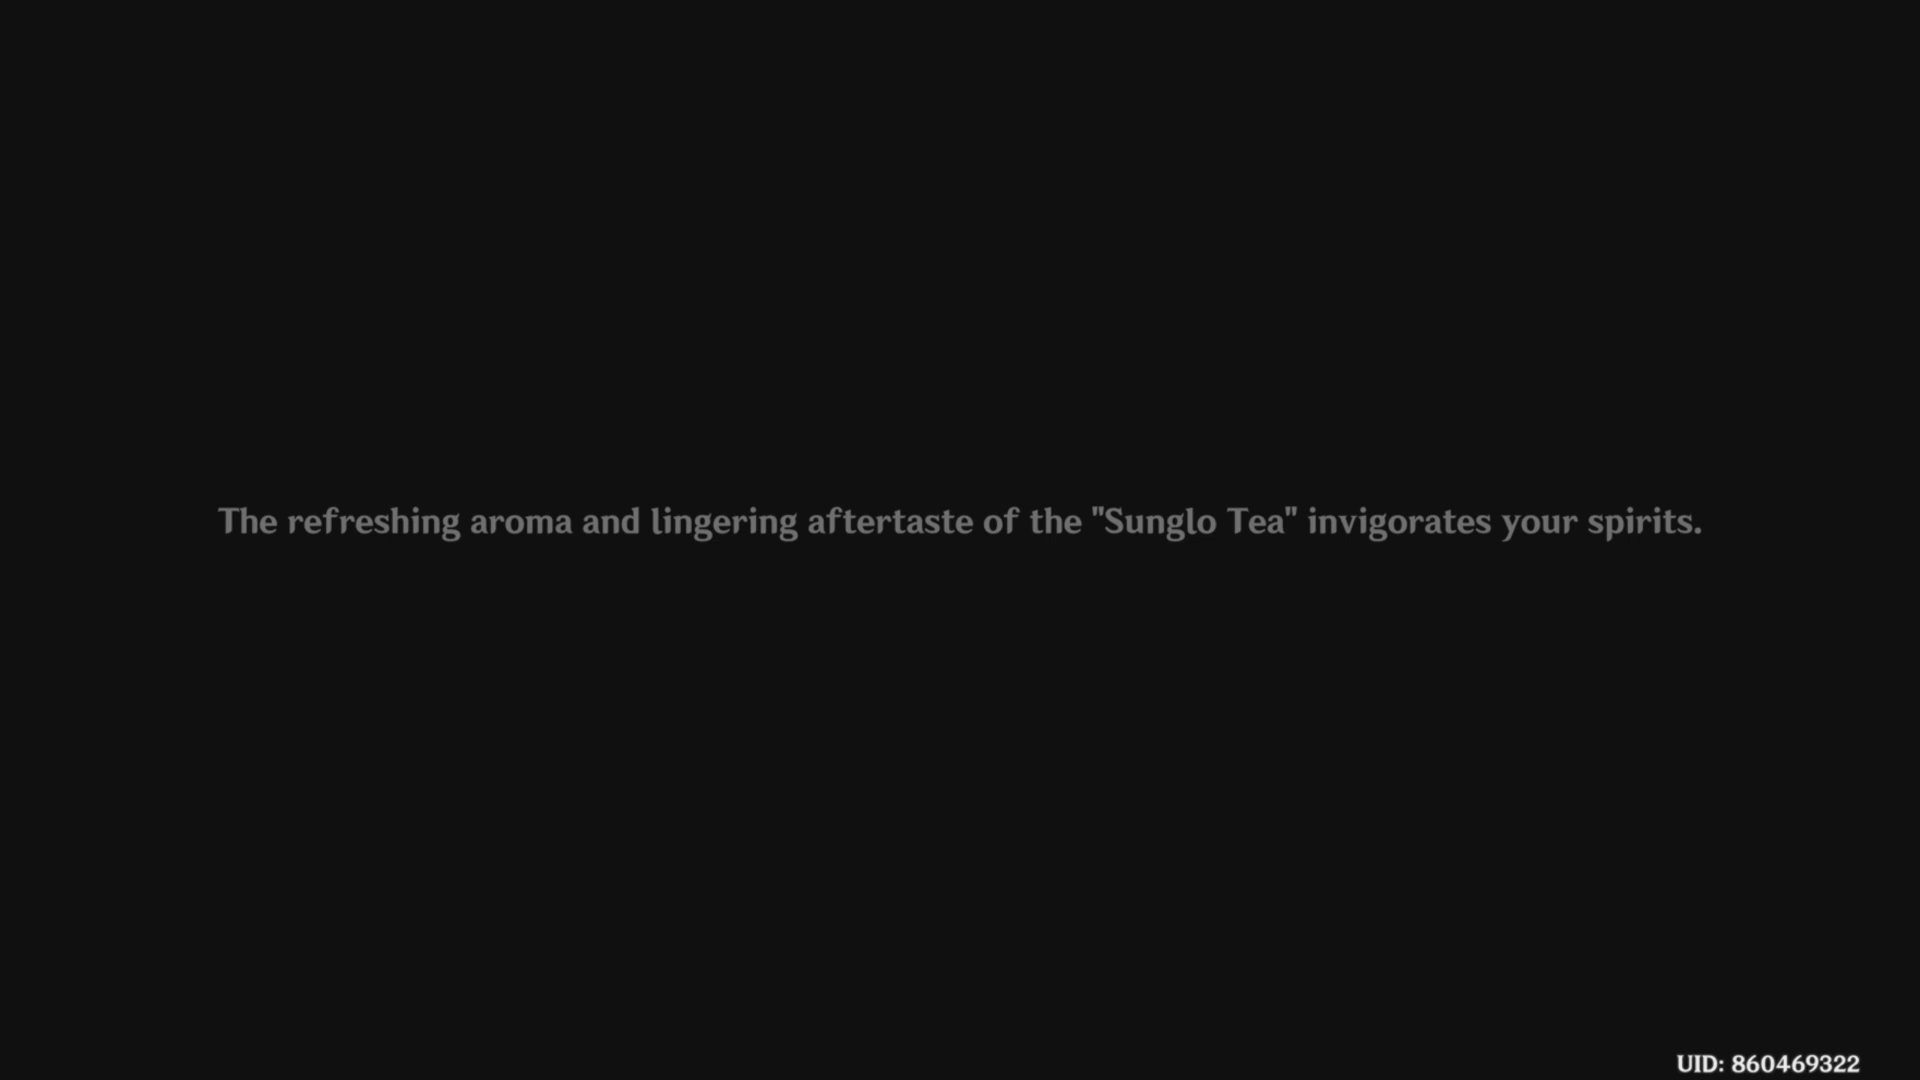 The refreshing aroma and lingering aftertaste of the "Sunglo Tea" invigorates your spirits.
UID: 860469322